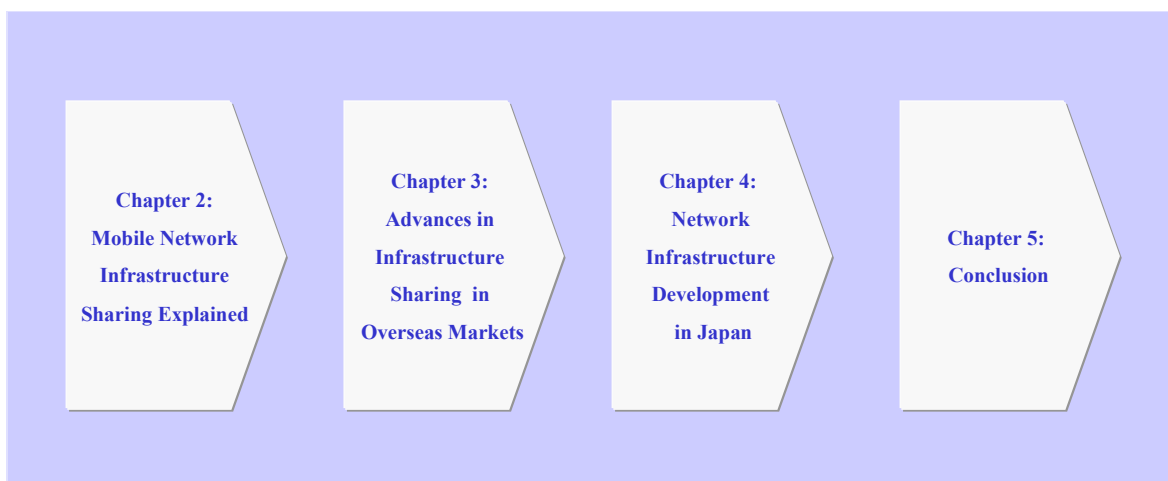 Chapter 2:
Mobile Network
Infrastructure
Sharing Explained
Chapter 3:
Advances in
Infrastructure
Sharing in
Overseas Markets
Chapter 4:
Network
Infrastructure
Development
in Japan
Chapter 5:
Conclusion